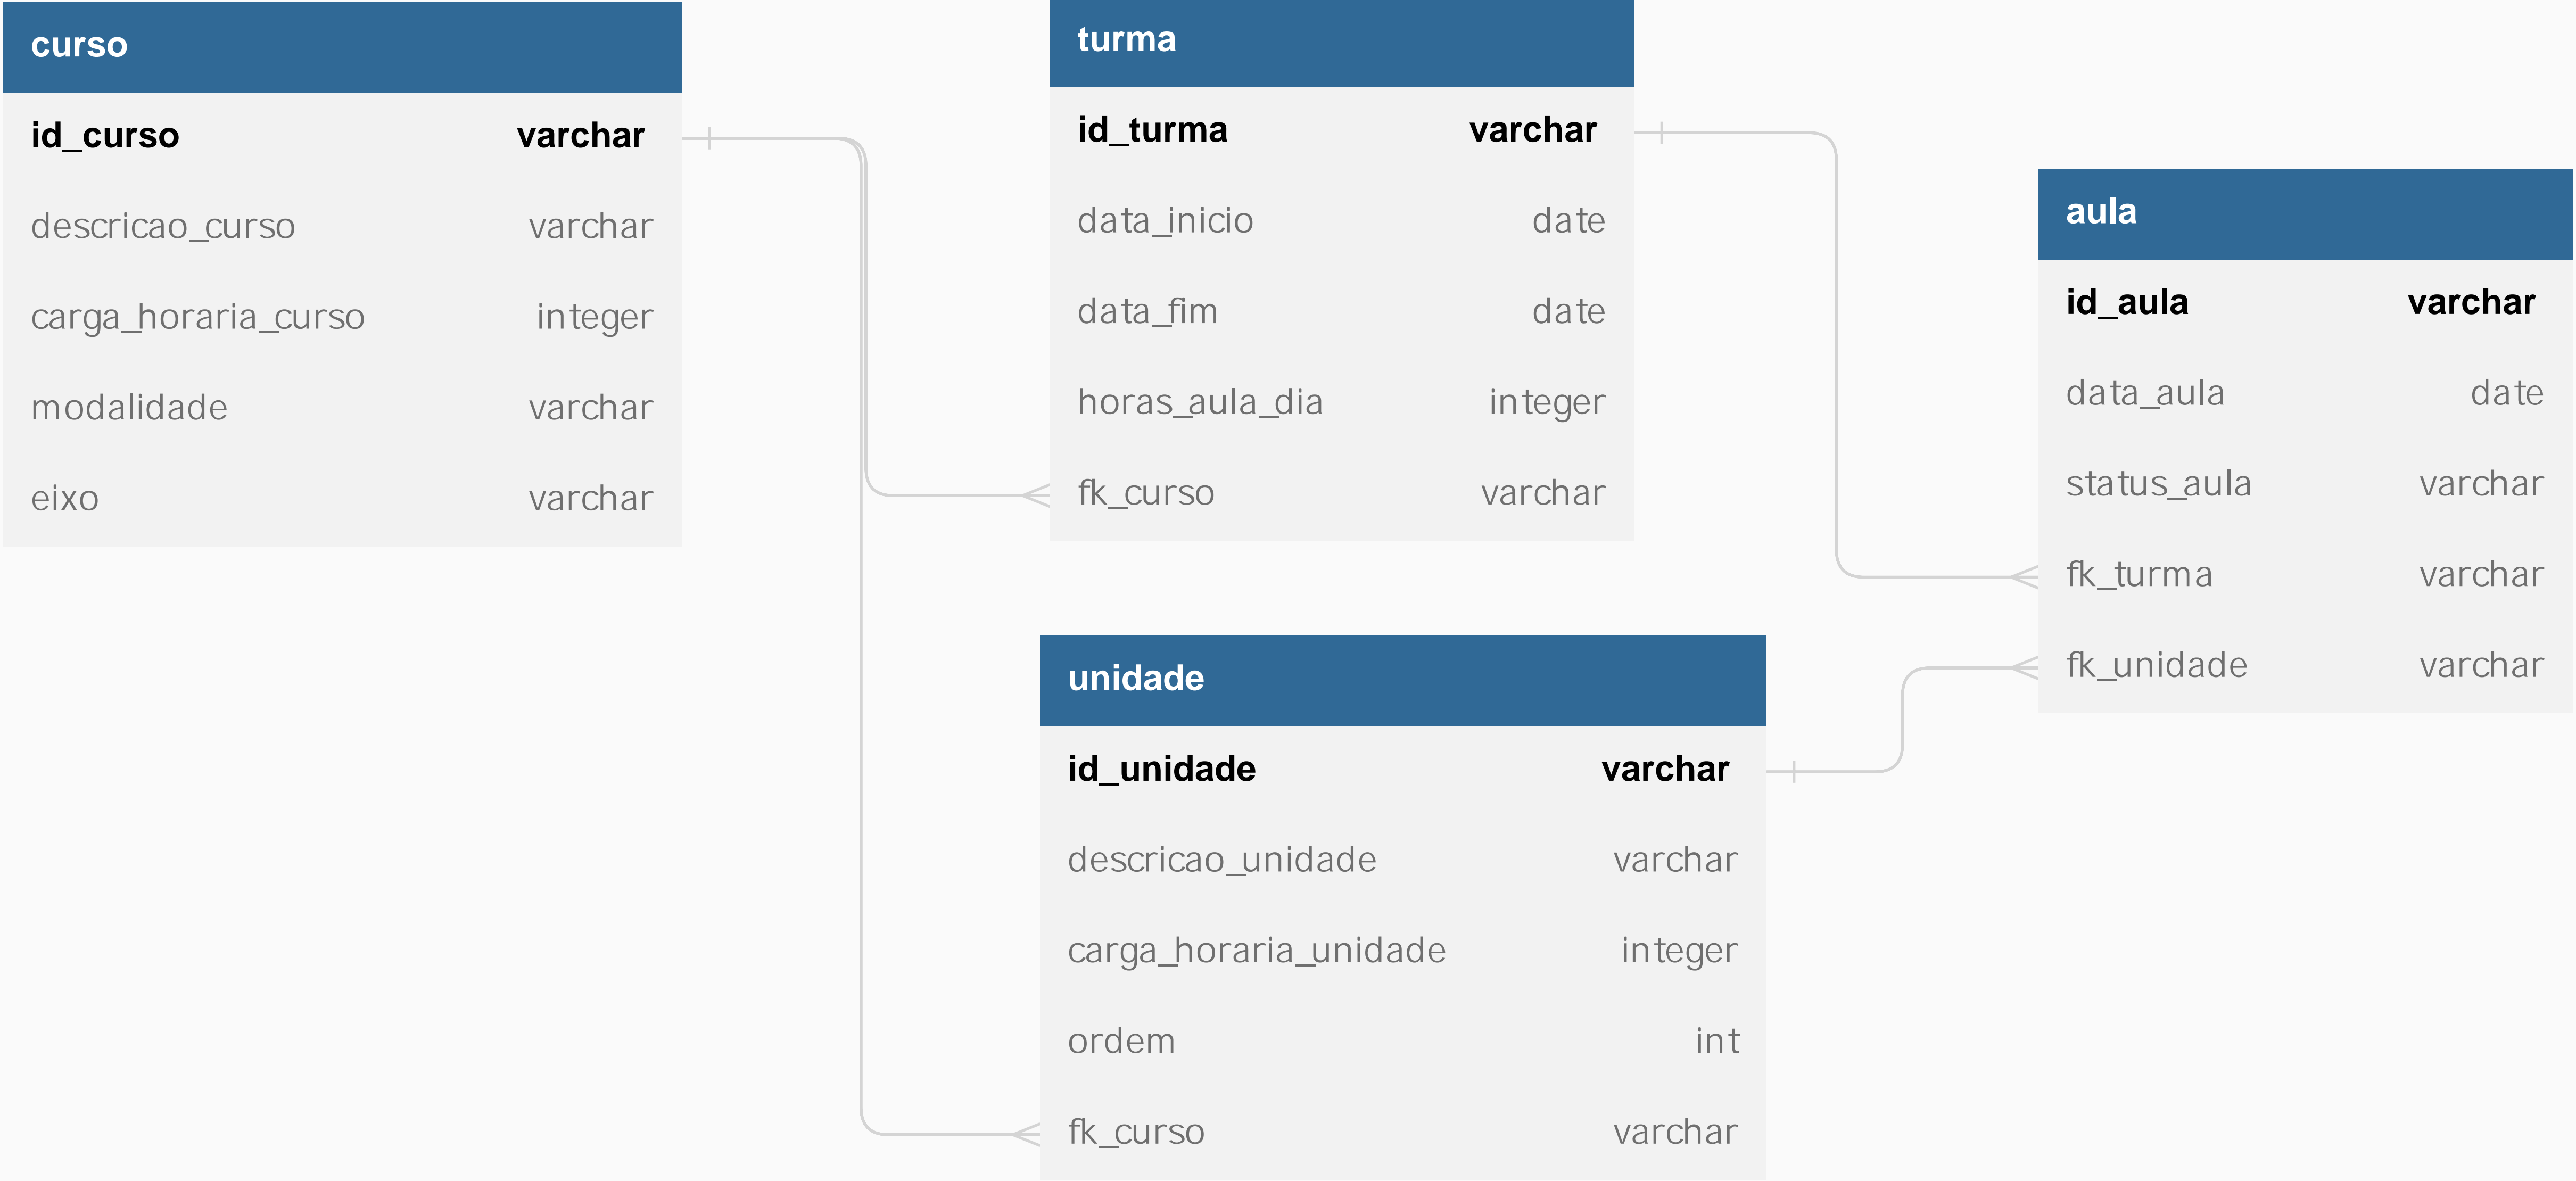 curso
id_curso varchar
descricao_curso varchar
carga_horaria_curso integer
modalidade varchar
eixo varchar
turma
id_turma varchar
data_inicio date
data_fim date
horas_aula_dia integer
fk_curso varchar
aula
id_aula varchar
data_aula date
status_aula varchar
fk_turma varchar
fk_unidade varchar
unidade
id_unidade varchar
descricao_unidade varchar
carga_horaria_unidade integer
ordem int
fk_curso varchar